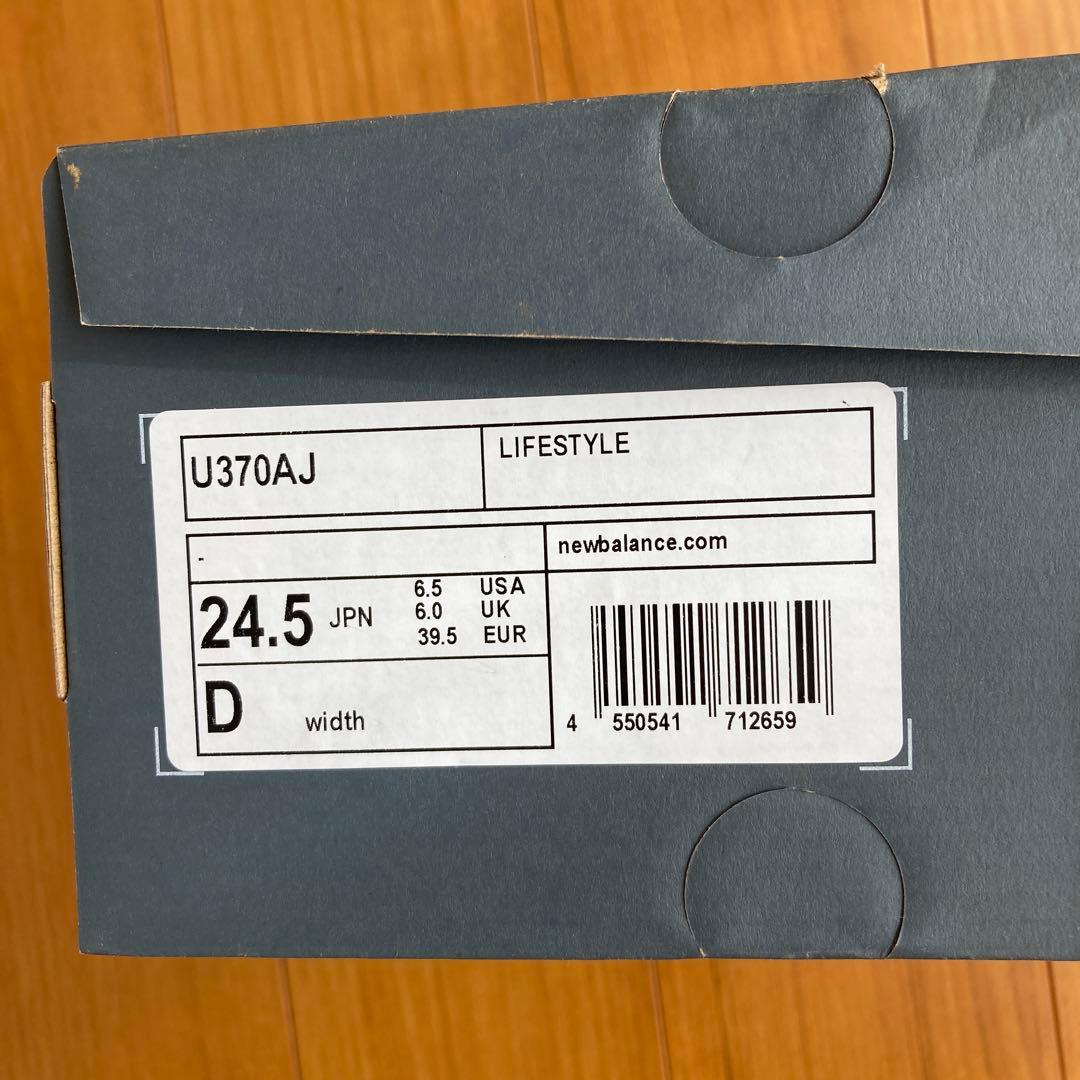 U370AJ
LIFESTYLE
-
newbalance.com
24.5 JPN
6.5 USA
6.0 UK
39.5 EUR
D width
4 550541 712659